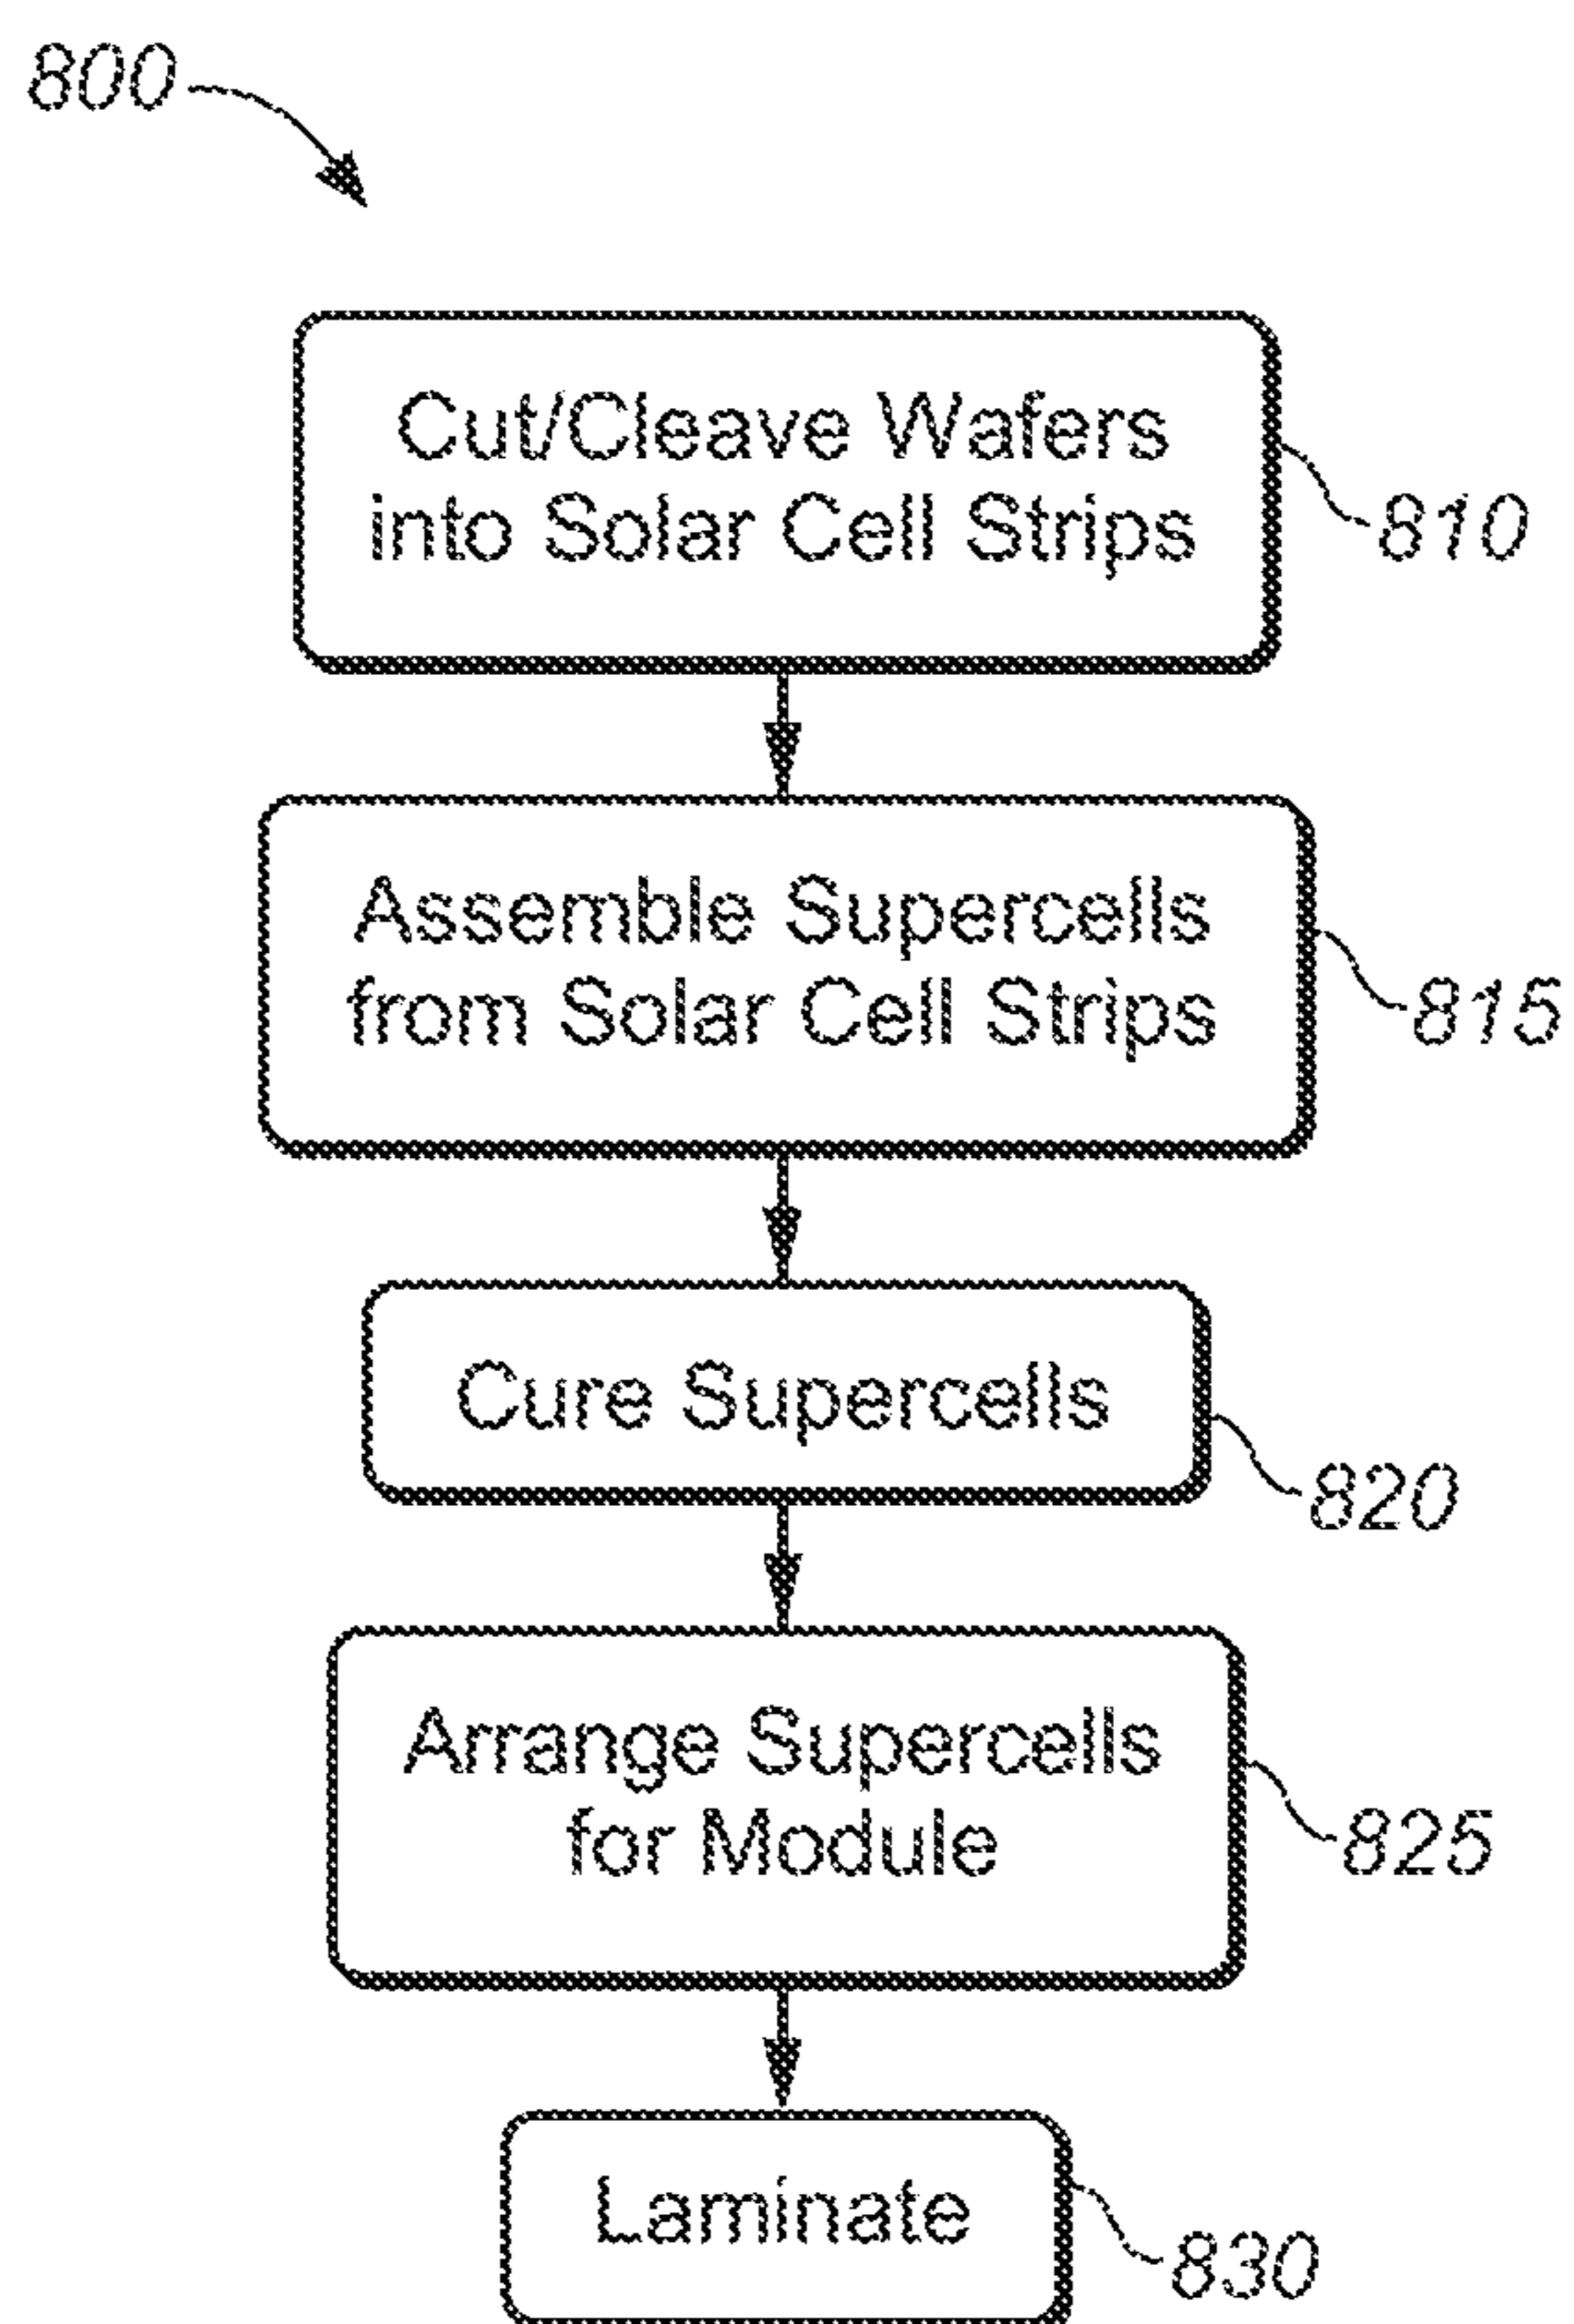 800
Cut/Cleave Wafers
into Solar Cell Strips
810
Assemble Supercells
from Solar Cell Strips
815
Cure Supercells
820
Arrange Supercells
for Module
825
Laminate
830